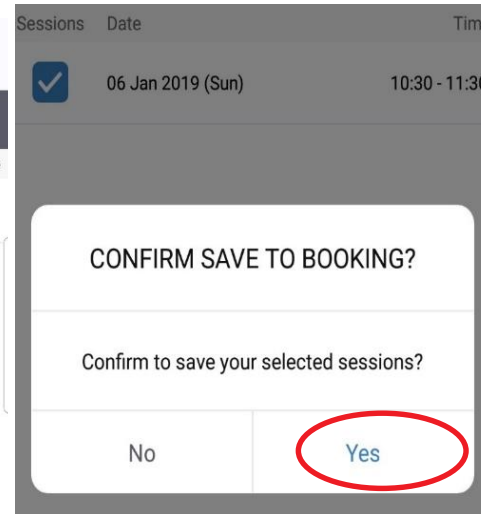 Sessions Date Tim
06 Jan 2019 (Sun) 10:30 - 11:30
CONFIRM SAVE TO BOOKING?
Confirm to save your selected sessions?
No Yes